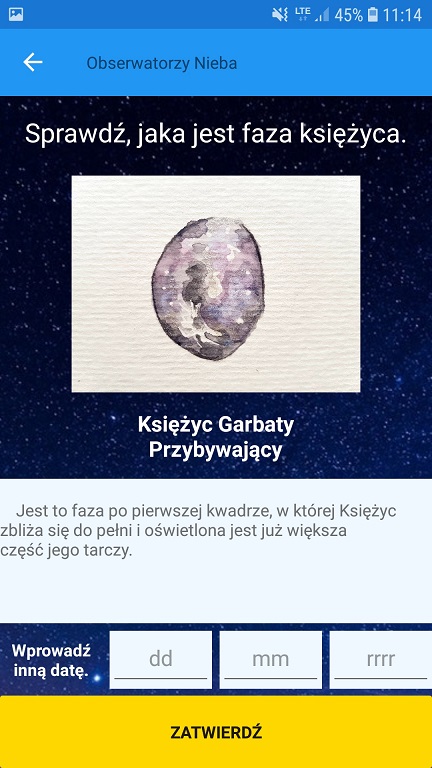 LTE 45% 11:14
Obserwatorzy Nieba
Sprawdź, jaka jest faza księżyca.
Księżyc Garbaty
Przybywający
Jest to faza po pierwszej kwadrze, w której Księżyc
zbliża się do pełni i oświetlona jest już większa
część jego tarczy.
Wprowadź
inną datę.
dd mm rrrr
ZATWIERDŹ